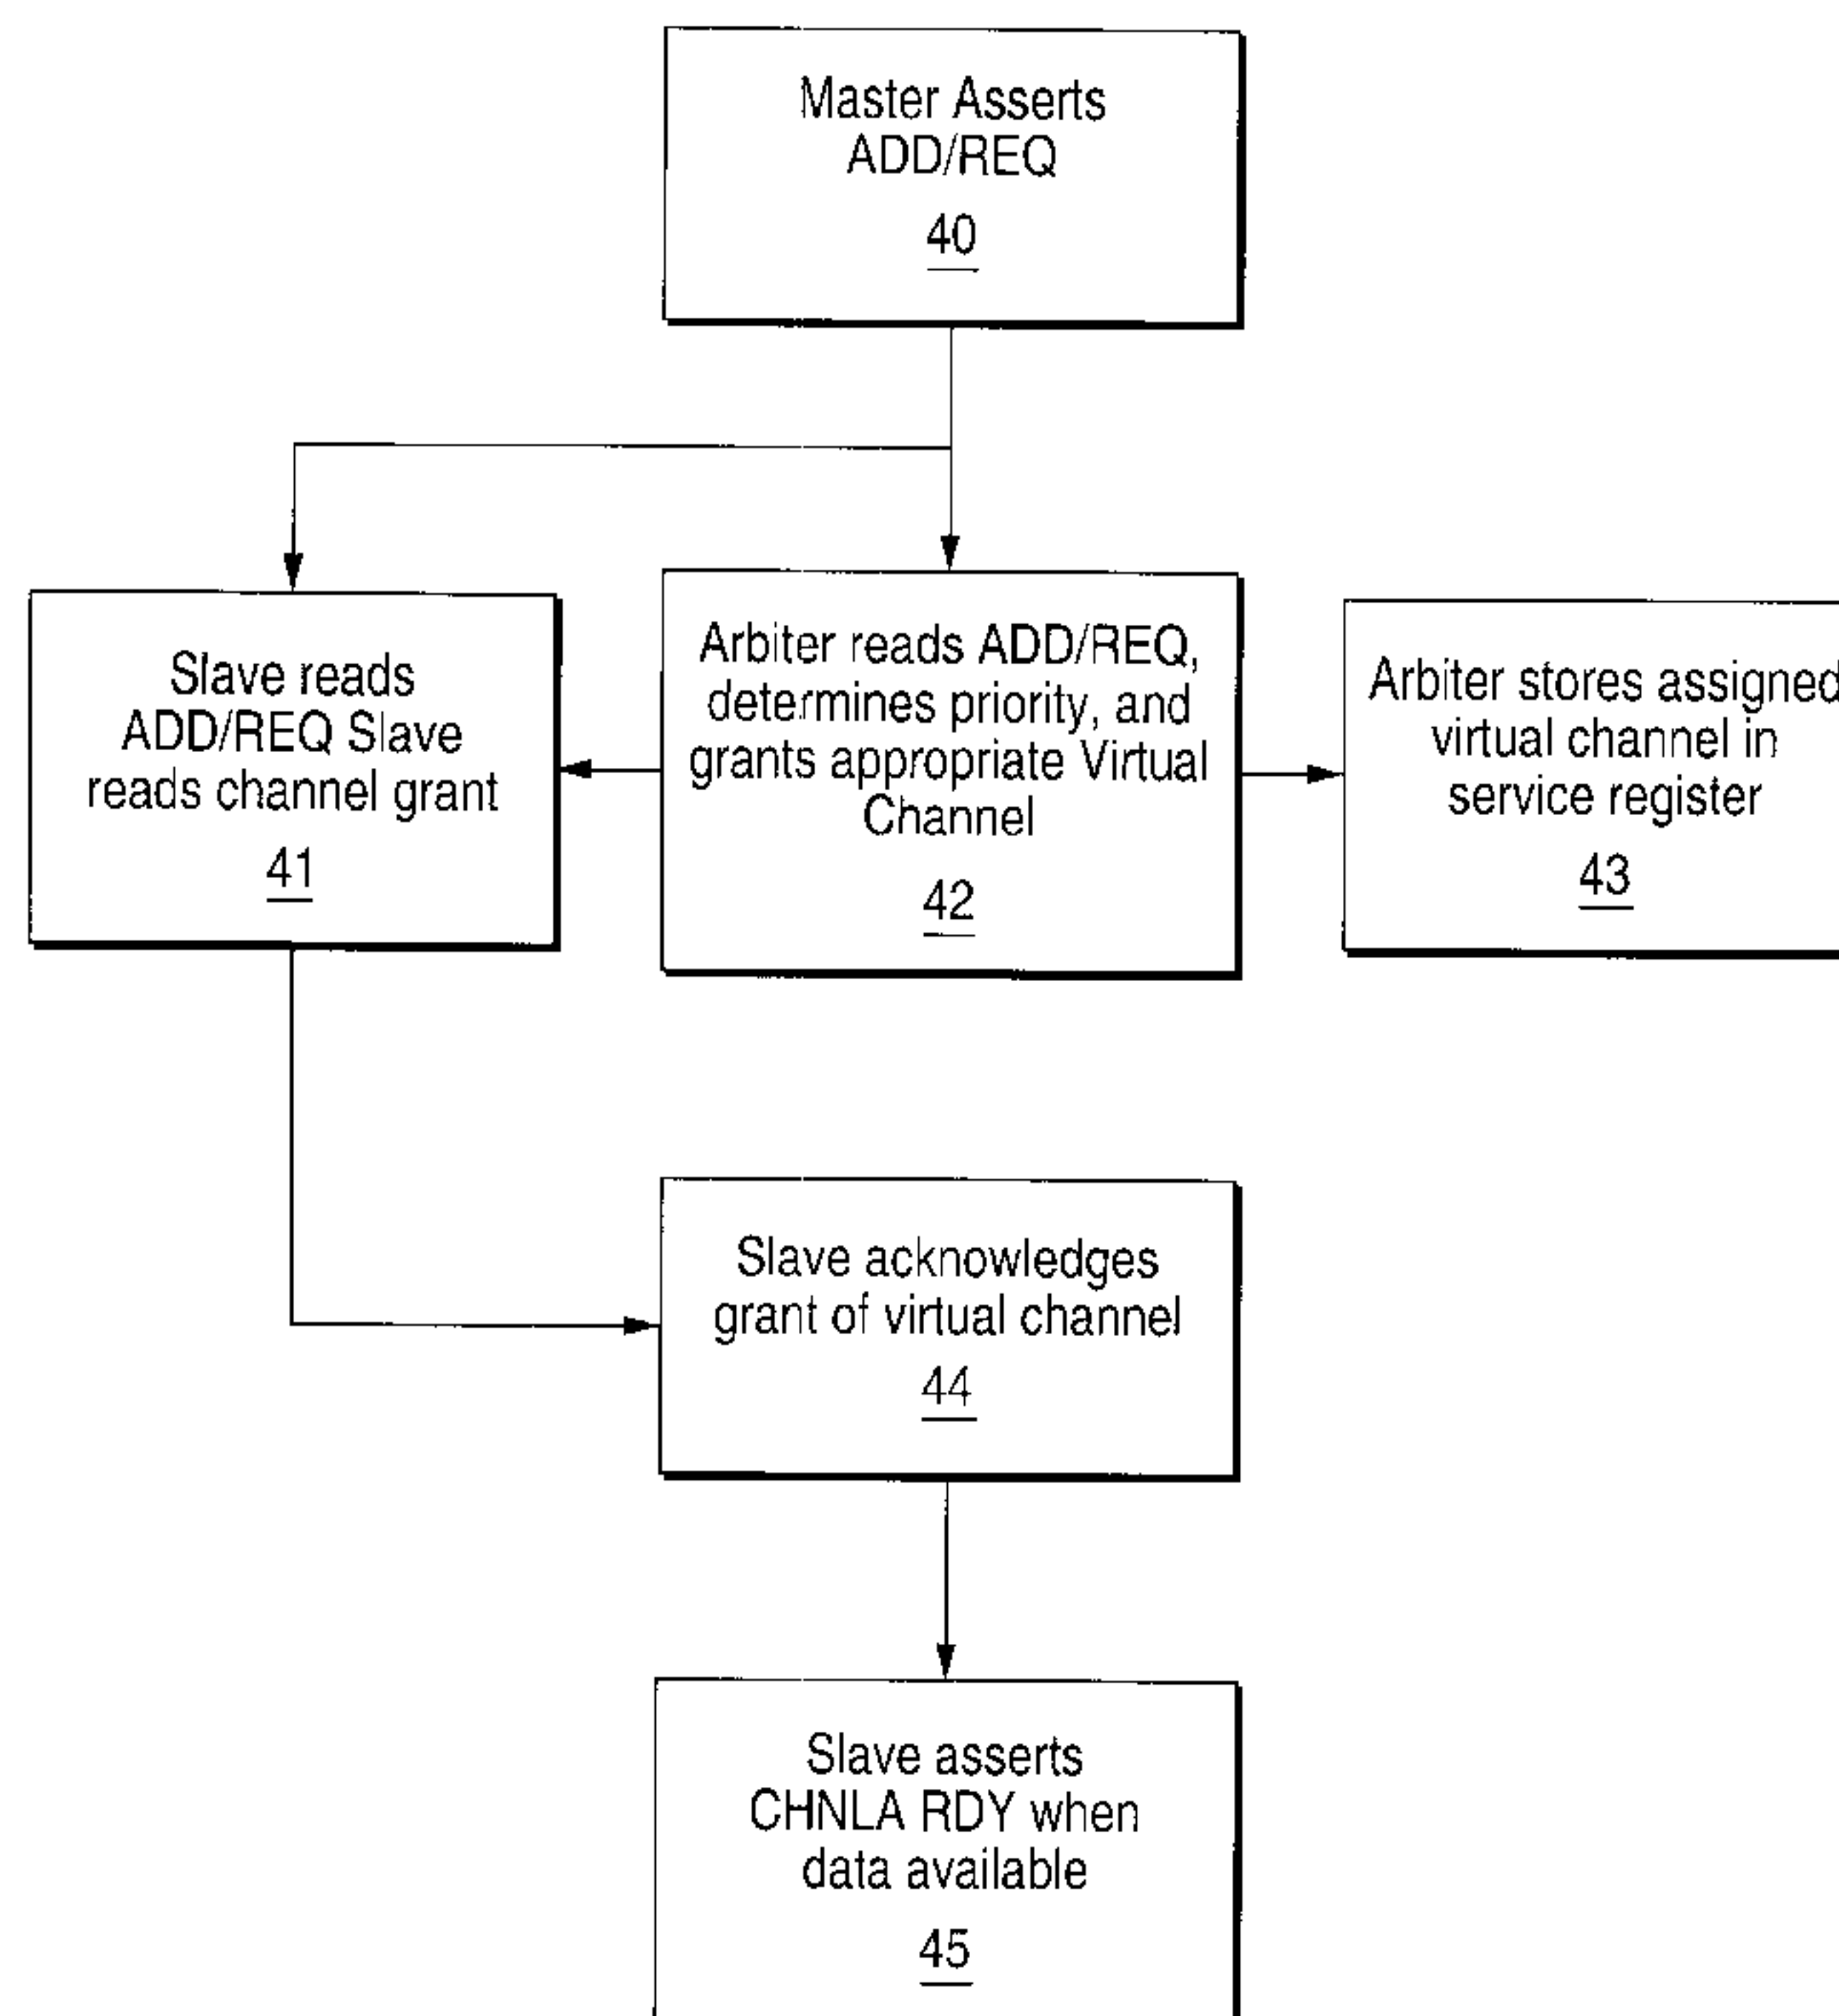 Master Asserts
ADD/REQ
40
Slave reads
ADD/REQ Slave
reads channel grant
41
Arbiter reads ADD/REQ,
determines priority, and
grants appropriate Virtual
Channel
42
Arbiter stores assigned
virtual channel in
service register
43
Slave acknowledges
grant of virtual channel
44
Slave asserts
CHNLA RDY when
data available
45